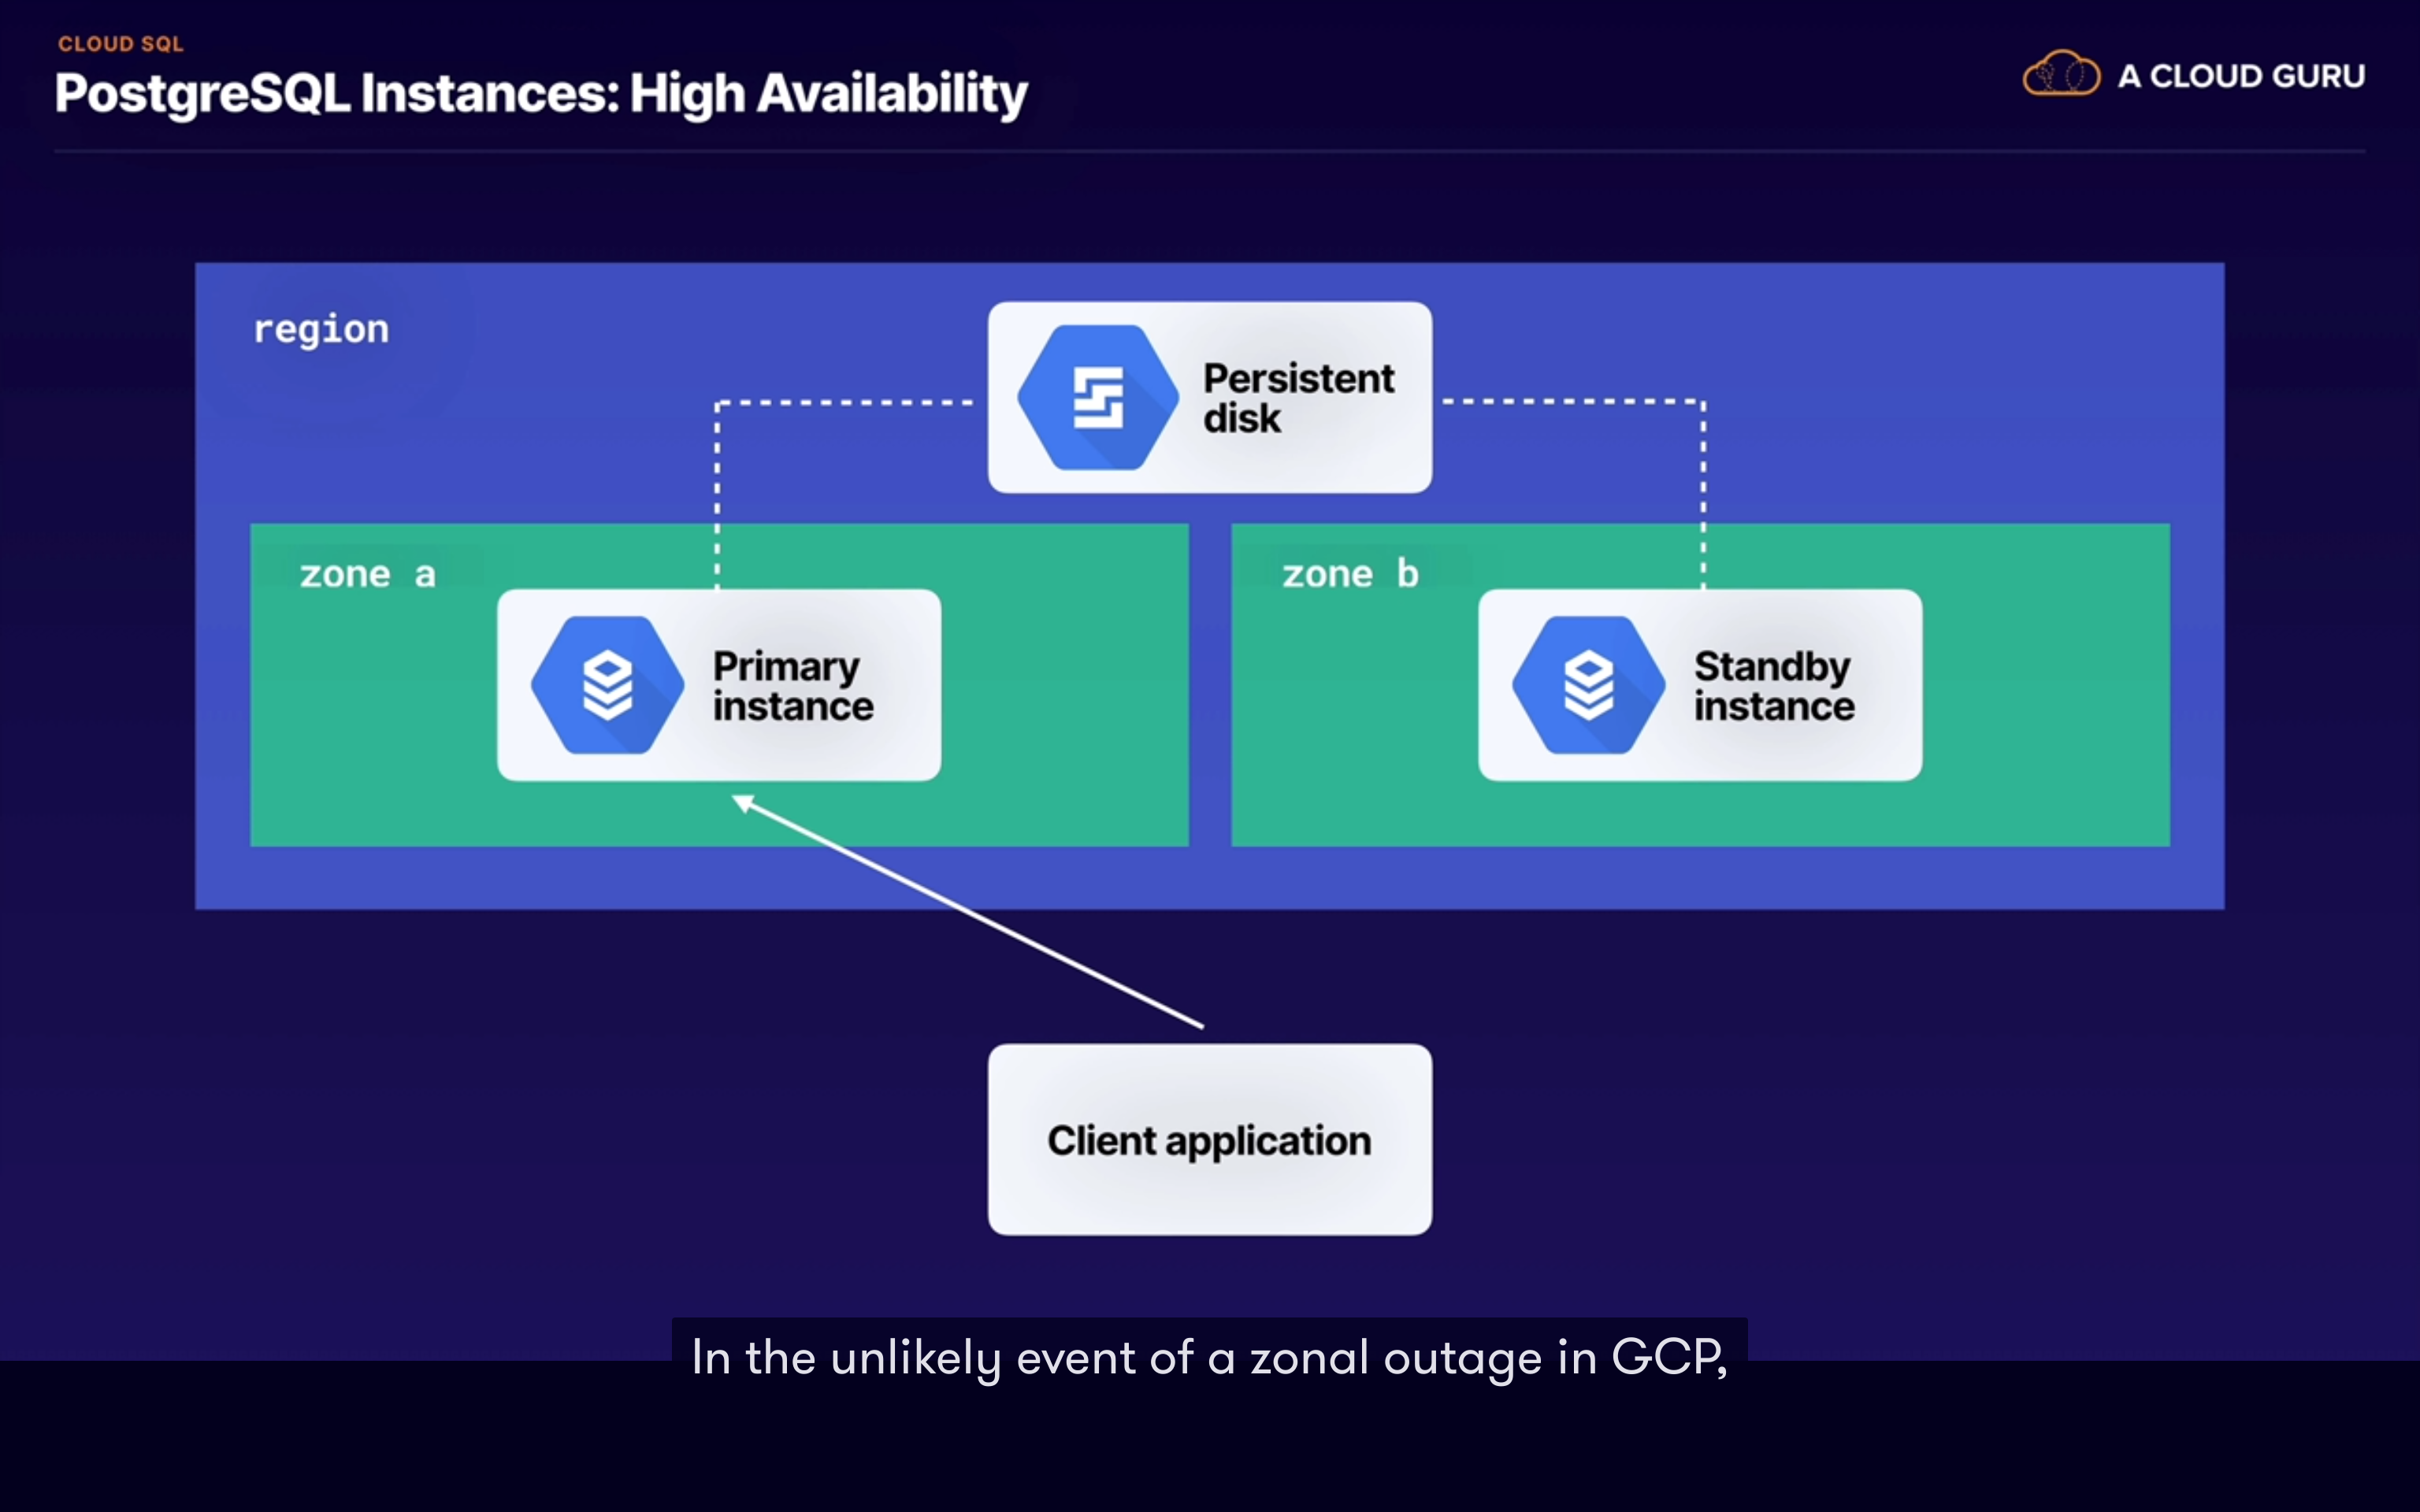 CLOUD SQL
PostgreSQL Instances: High Availability
A CLOUD GURU
region
Persistent
disk
zone a
Primary
instance
zone b
Standby
instance
Client application
In the unlikely event of a zonal outage in GCP,